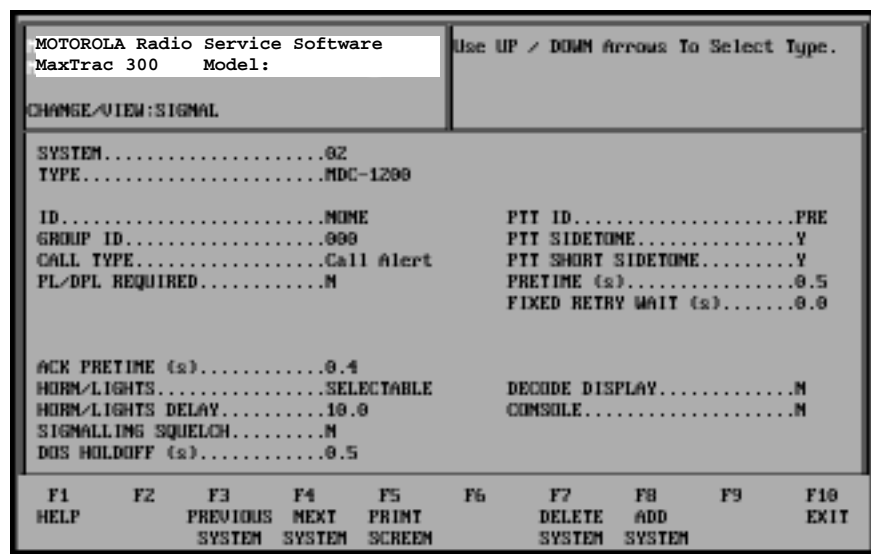 MOTOROLA Radio Service Software
MaxTrac 300 Model:
CHANGE/VIEW:SIGNAL
Use UP / DOWN Arrows To Select Type.
SYSTEM.....................02
TYPE.......................MDC-1200
ID.........................NONE
GROUP ID...................000
CALL TYPE..................Call Alert
PL/DPL REQUIRED............N
PTT ID.....................PRE
PTT SIDETONE...............Y
PTT SHORT SIDETONE.........Y
PRETIME (s)................0.5
FIXED RETRY WAIT (s).......0.0
ACK PRETIME (s)............0.4
HORN/LIGHTS................SELECTABLE
HORN/LIGHTS DELAY..........10.0
SIGNALLING SQUELCH.........N
DOS HOLDOFF (s)............0.5
DECODE DISPLAY.............N
CONSOLE....................N
F1 F2 F3 F4 F5 F6 F7 F8 F9 F10
HELP PREVIOUS NEXT PRINT DELETE ADD EXIT
SYSTEM SYSTEM SCREEN SYSTEM SYSTEM